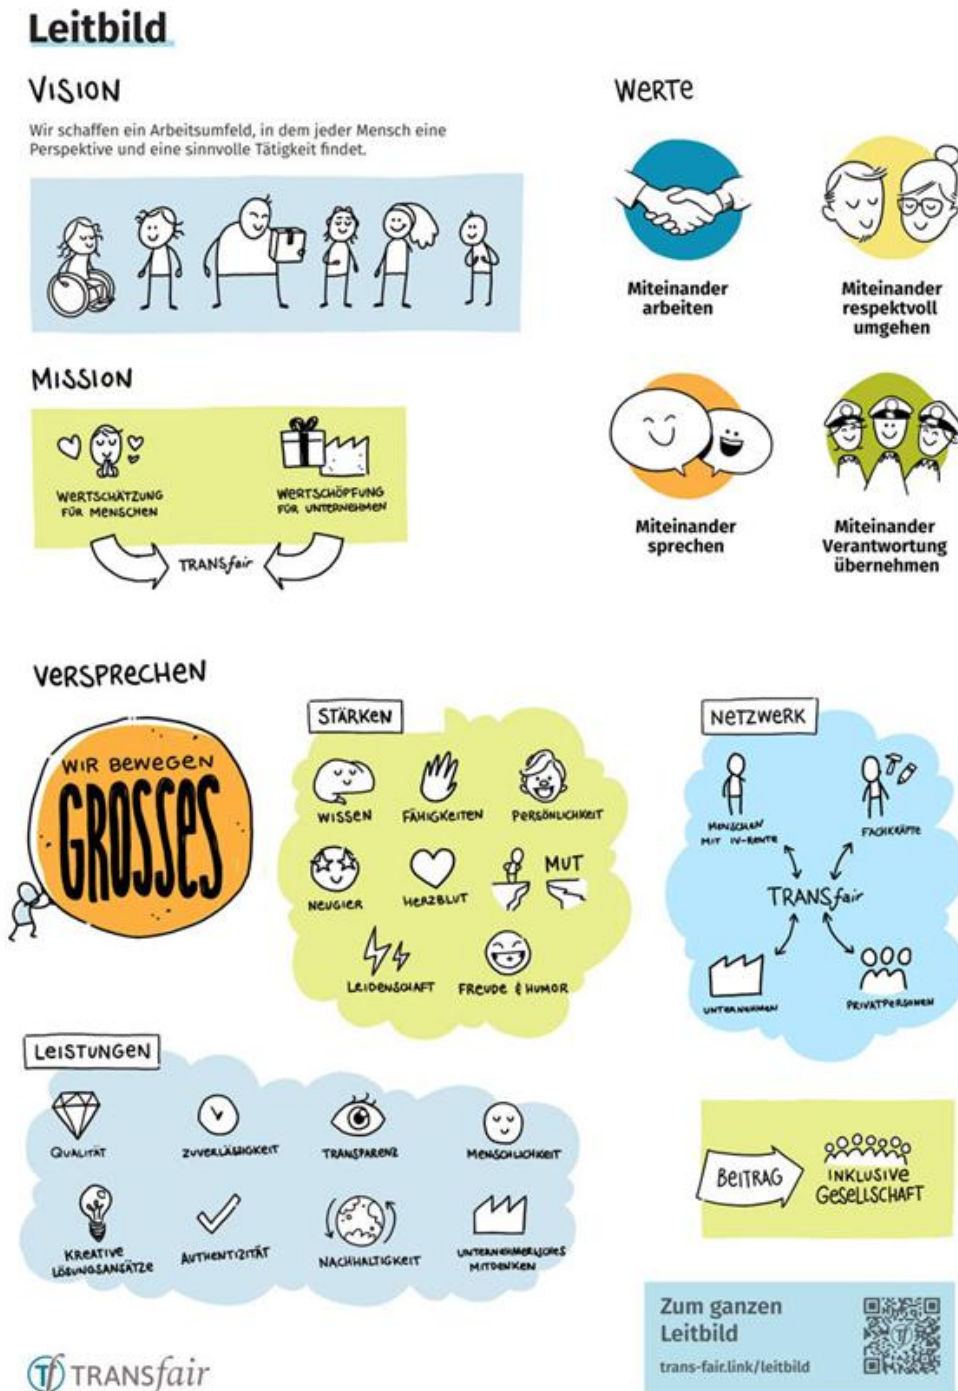 Leitbild
VISION
Wir schaffen ein Arbeitsumfeld, in dem jeder Mensch eine
Perspektive und eine sinnvolle Tätigkeit findet.
WERTE
Miteinander
arbeiten
Miteinander
respektvoll
umgehen
Miteinander
sprechen
Miteinander
Verantwortung
übernehmen
MISSION
WERTSCHÄTZUNG
FÜR MENSCHEN
WERTSCHÖPFUNG
FÜR UNTERNEHMEN
TRANSfair
VERSPRECHEN
WIR BEWEGEN
GROSSES
STÄRKEN
WISSEN
FÄHIGKEITEN
PERSÖNLICHKEIT
NEUGIER
HERZBLUT
MUT
LEIDENSCHAFT
FREUDE & HUMOR
NETZWERK
MENSCHEN
MIT IV-RENTE
FACHKRÄFTE
TRANSfair
UNTERNEHMEN
PRIVATPERSONEN
LEISTUNGEN
QUALITÄT
ZUVERLÄSSIGKEIT
TRANSPARENZ
MENSCHLICHKEIT
KREATIVE
LÖSUNGSANSÄTZE
AUTHENTIZITÄT
NACHHALTIGKEIT
UNTERNEHMERISCHES
MITDENKEN
BEITRAG
INKLUSIVE
GESELLSCHAFT
Zum ganzen
Leitbild
trans-fair.link/leitbild
Tf
TRANSfair